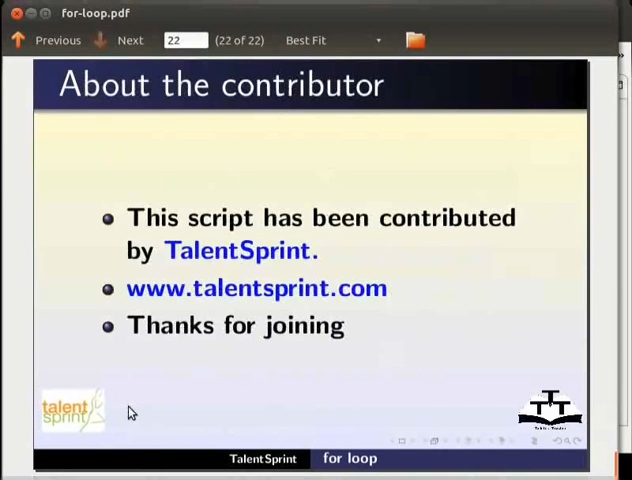 for-loop.pdf
Previous Next 22 (22 of 22) Best Fit
About the contributor
This script has been contributed
by TalentSprint.
www.talentsprint.com
Thanks for joining
talent
sprint
TTT
TalentSprint for loop